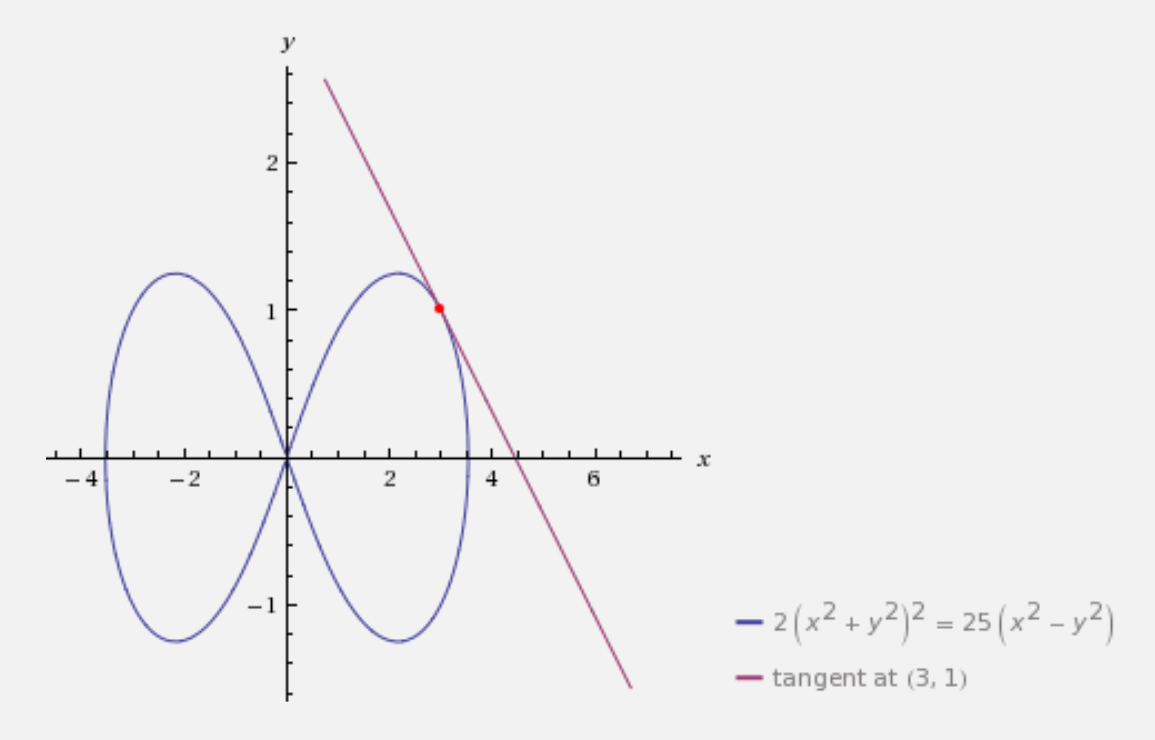 y
2
1
−4 −2 2 4 6 x
−1
2 (x² + y²)² = 25 (x² − y²)
tangent at (3, 1)